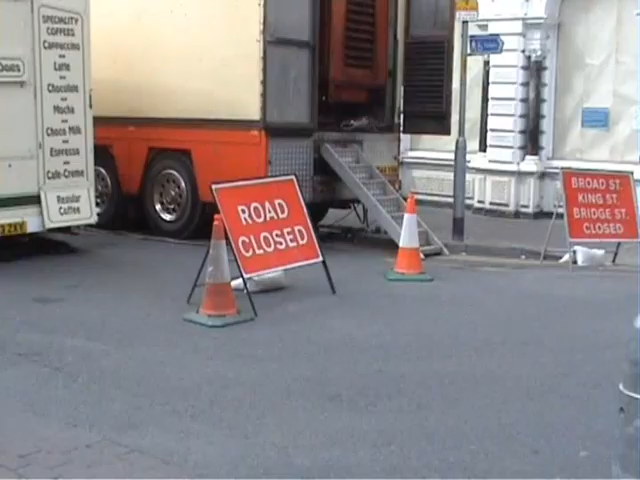 SPECIALITY
COFFEES
Cappuccino
Latte
Chocolate
Mocha
Choco Milk
Espresso
Cafe-Creme
Regular
Coffee
ROAD
CLOSED
BROAD ST.
KING ST.
BRIDGE ST.
CLOSED